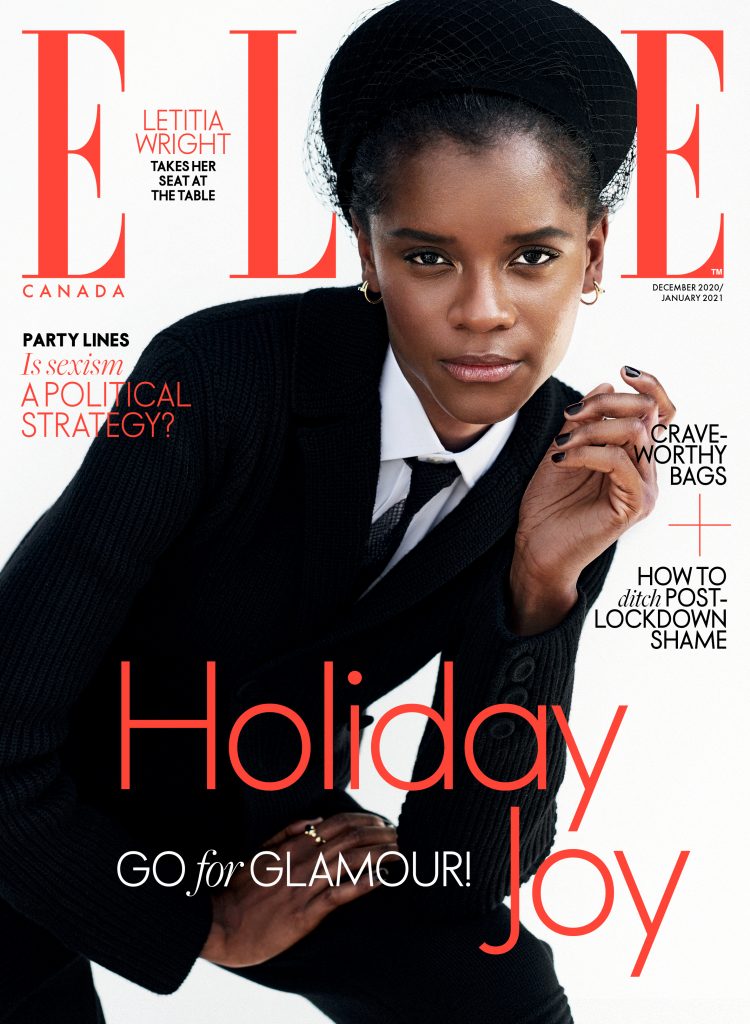 ELLE
CANADA
LETITIA
WRIGHT
TAKES HER
SEAT AT
THE TABLE
TM
DECEMBER 2020/
JANUARY 2021
PARTY LINES
Is sexism
A POLITICAL
STRATEGY?
CRAVE-
WORTHY
BAGS
+
HOW TO
ditch POST-
LOCKDOWN
SHAME
Holiday
Joy
GO for GLAMOUR!